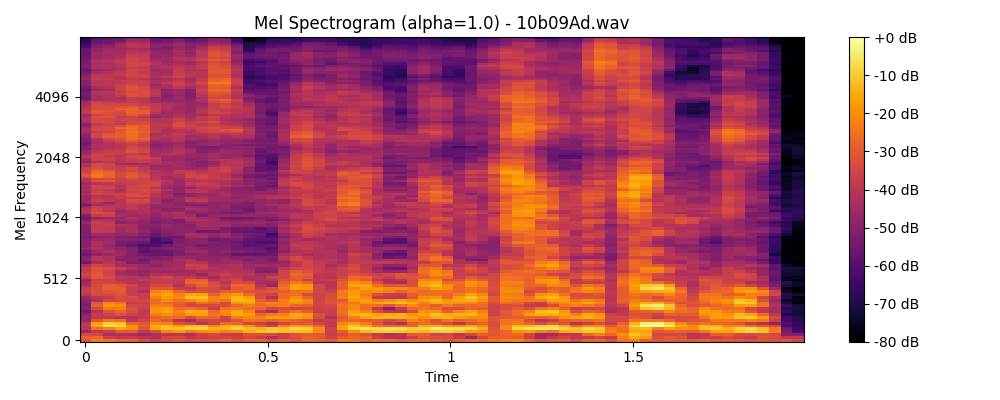 Mel Spectrogram (alpha=1.0) - 10b09Ad.wav
Mel Frequency
4096
2048
1024
512
0
0
0.5
1
1.5
Time
+0 dB
-10 dB
-20 dB
-30 dB
-40 dB
-50 dB
-60 dB
-70 dB
-80 dB